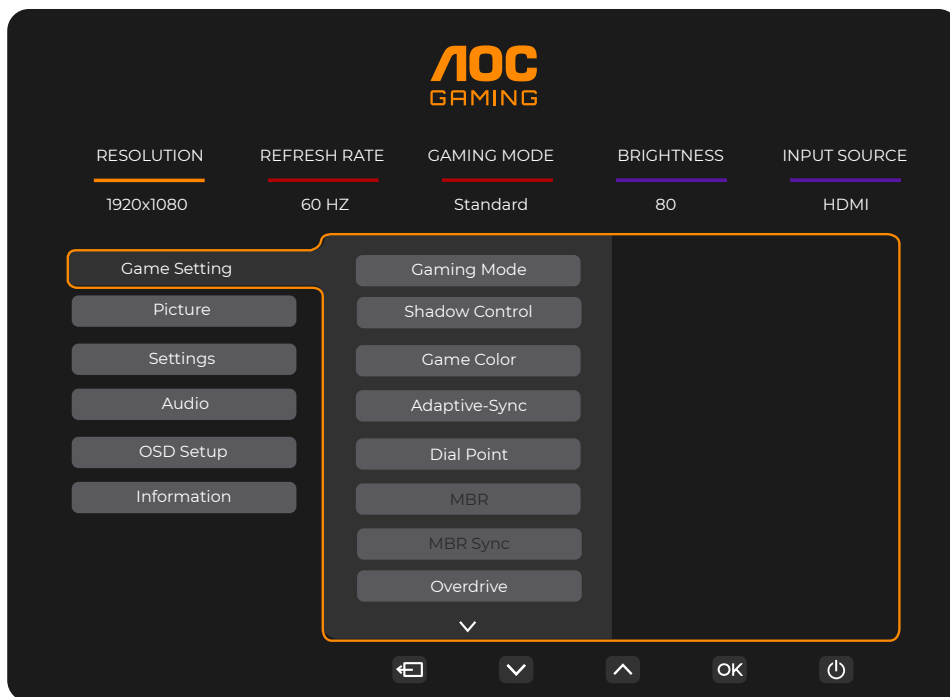 AOC
GAMING
RESOLUTION REFRESH RATE GAMING MODE BRIGHTNESS INPUT SOURCE
1920x1080 60 HZ Standard 80 HDMI
Game Setting
Picture
Settings
Audio
OSD Setup
Information
Gaming Mode
Shadow Control
Game Color
Adaptive-Sync
Dial Point
MBR
MBR Sync
Overdrive
OK